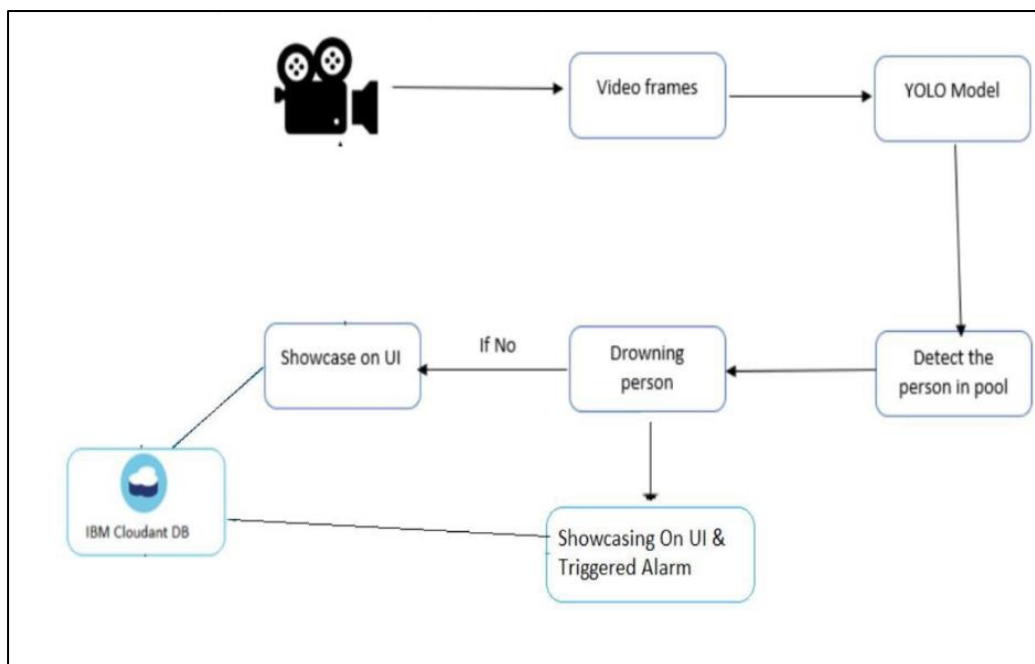 Video frames
YOLO Model
Showcase on UI
If No
Drowning
person
Detect the
person in pool
IBM Cloudant DB
Showcasing On UI &
Triggered Alarm